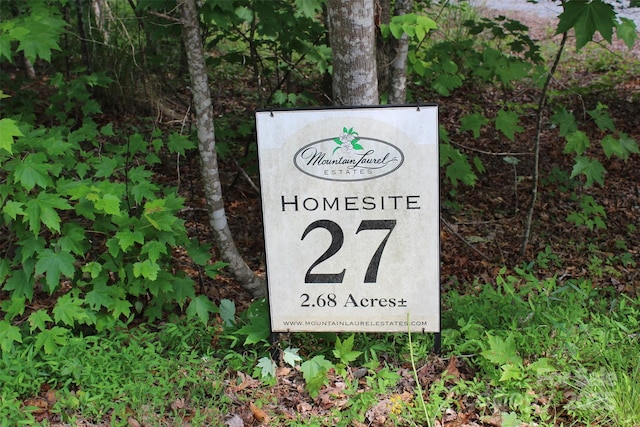 Mountain Laurel
ESTATES
HOMESITE
27
2.68 Acres±
WWW.MOUNTAINLAURELESTATES.COM